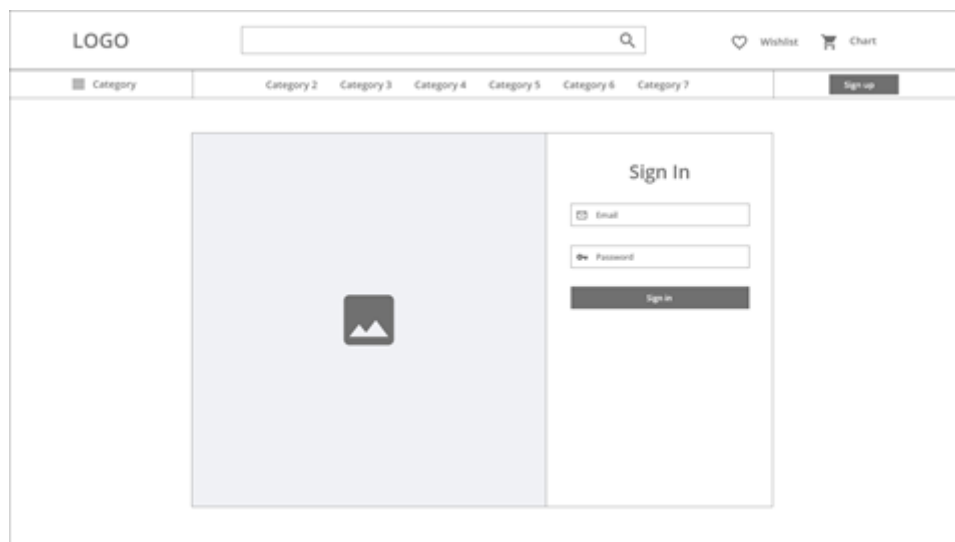 LOGO
Wishlist
Chart
Category
Category 2
Category 3
Category 4
Category 5
Category 6
Category 7
Sign up
Sign In
Email
Password
Sign in